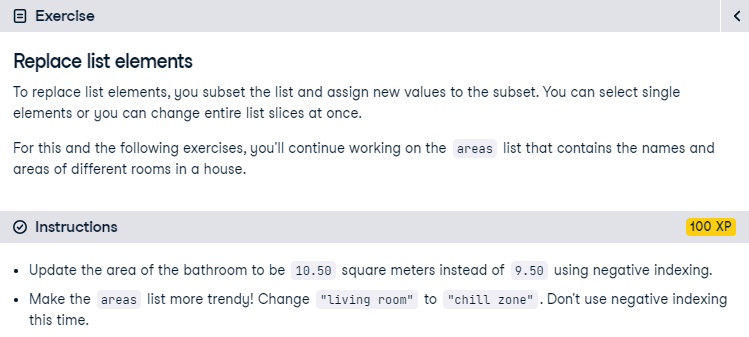 Exercise
Replace list elements
To replace list elements, you subset the list and assign new values to the subset. You can select single
elements or you can change entire list slices at once.
For this and the following exercises, you'll continue working on the areas list that contains the names and
areas of different rooms in a house.
Instructions
100 XP
• Update the area of the bathroom to be 10.50 square meters instead of 9.50 using negative indexing.
• Make the areas list more trendy! Change "living room" to "chill zone". Don't use negative indexing
this time.